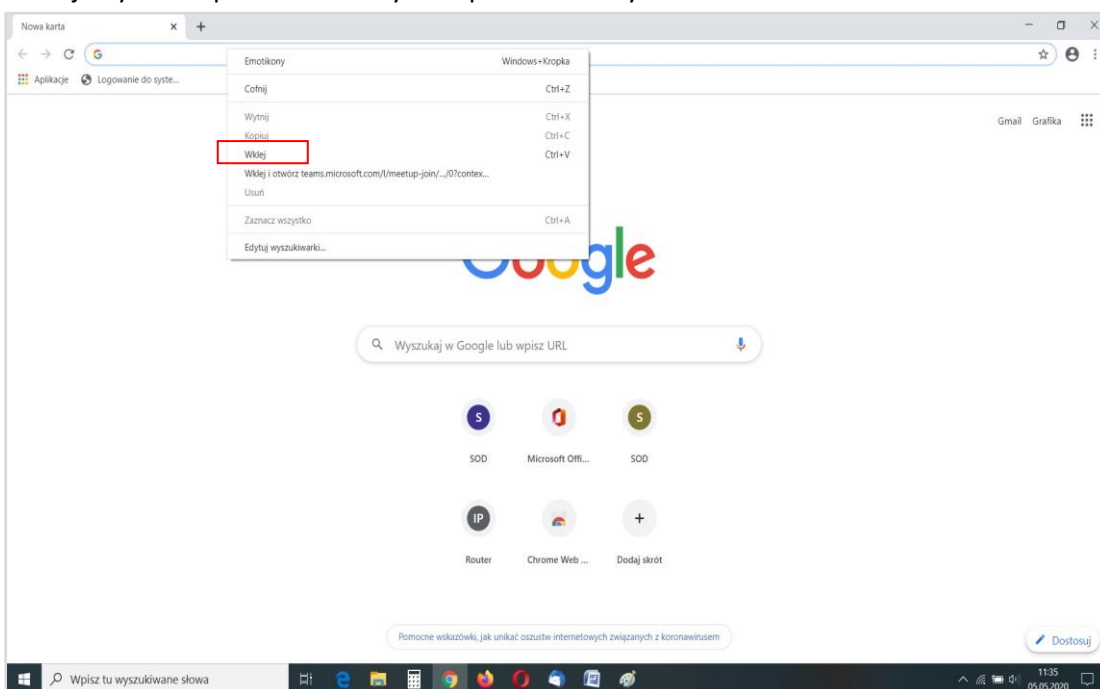 Nowa karta
Aplikacje Logowanie do syste...
Emotikony Windows+Kropka
Cofnij Ctrl+Z
Wytnij Ctrl+X
Kopiuj Ctrl+C
Wklej Ctrl+V
Wklej i otwórz teams.microsoft.com/l/meetup-join/.../0?contex...
Usuń
Zaznacz wszystko Ctrl+A
Edytuj wyszukiwarki...
Gmail Grafika
Google
Wyszukaj w Google lub wpisz URL
S S
SOD Microsoft Offi... SOD
IP
Router Chrome Web ... Dodaj skrót
Pomocne wskazówki, jak unikać oszustw internetowych związanych z koronawirusem
Dostosuj
Wpisz tu wyszukiwane słowa
11:35
05.05.2020